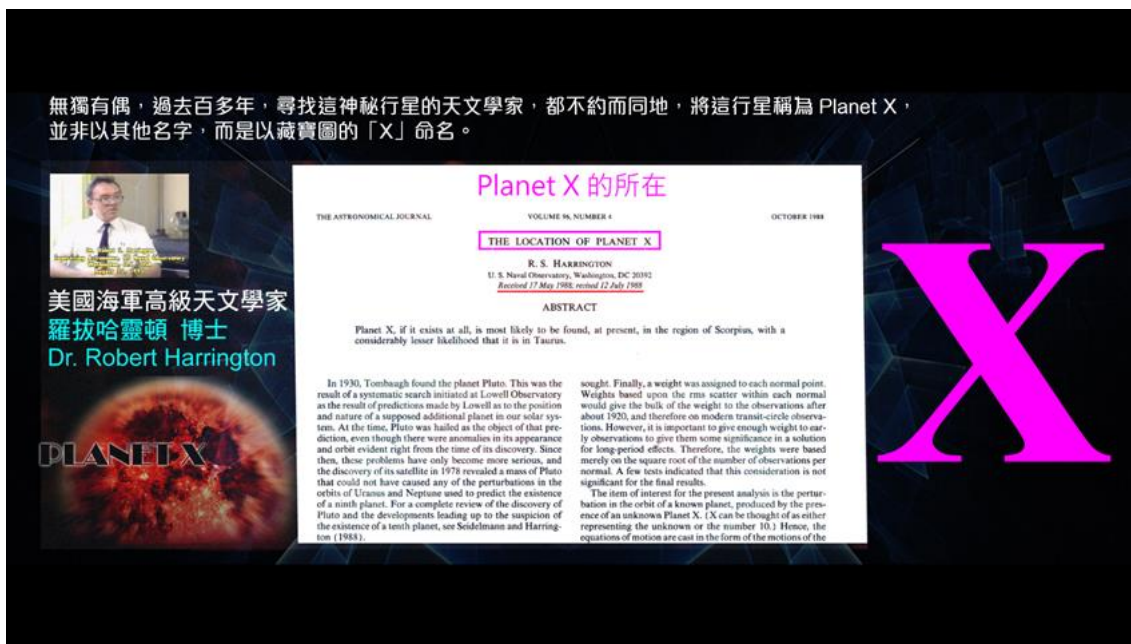 無獨有偶，過去百多年，尋找這神秘行星的天文學家，都不約而同地，將這行星稱為 Planet X，
並非以其他名字，而是以藏寶圖的「X」命名。
美國海軍高級天文學家
羅拔哈靈頓 博士
Dr. Robert Harrington
PLANET X
Planet X 的所在
THE ASTRONOMICAL JOURNAL VOLUME 96, NUMBER 4 OCTOBER 1988
THE LOCATION OF PLANET X
R. S. HARRINGTON
U. S. Naval Observatory, Washington, DC 20392
Received 17 May 1988; revised 12 July 1988
ABSTRACT
Planet X, if it exists at all, is most likely to be found, at present, in the region of Scorpius, with a
considerably lesser likelihood that it is in Taurus.
In 1930, Tombaugh found the planet Pluto. This was the
result of a systematic search initiated at Lowell Observatory
as the result of predictions made by Lowell as to the position
and nature of a supposed additional planet in our solar sys-
tem. At the time, Pluto was hailed as the object of that pre-
diction, even though there were anomalies in its appearance
and orbit evident right from the time of its discovery. Since
then, these problems have only become more serious, and
the discovery of its satellite in 1978 revealed a mass of Pluto
that could not have caused any of the perturbations in the
orbits of Uranus and Neptune used to predict the existence
of a ninth planet. For a complete review of the discovery of
Pluto and the developments leading up to the suspicion of
the existence of a tenth planet, see Seidelmann and Harring-
ton (1988).
sought. Finally, a weight was assigned to each normal point.
Weights based upon the rms scatter within each normal
would give the bulk of the weight to the observations after
about 1920, and therefore on modern transit-circle observa-
tions. However, it is important to give enough weight to ear-
ly observations to give them some significance in a solution
for long-period effects. Therefore, the weights were based
merely on the square root of the number of observations per
normal. A few tests indicated that this consideration is not
significant for the final results.
The item of interest for the present analysis is the pertur-
bation in the orbit of a known planet, produced by the pres-
ence of an unknown Planet X. (X can be thought of as either
representing the unknown or the number 10.) Hence, the
equations of motion are cast in the form of the motions of the
X